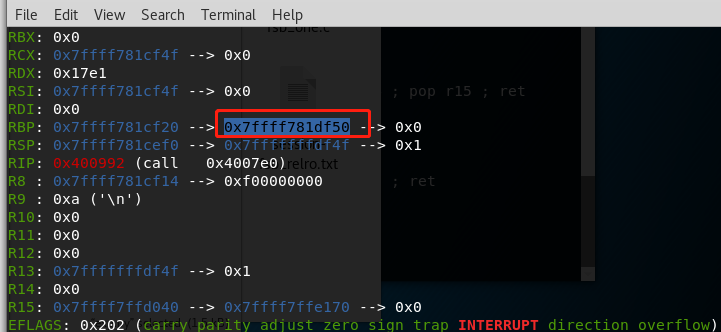 File Edit View Search Terminal Help
RBX: 0x0
RCX: 0x7ffff781cf4f --> 0x0
RDX: 0x17e1
RSI: 0x7ffff781cf4f --> 0x0
; pop r15 ; ret
RDI: 0x0
RBP: 0x7ffff781cf20 --> 0x7ffff781df50 --> 0x0
RSP: 0x7ffff781cef0 --> 0x7fffffffdf4f --> 0x1
RIP: 0x400992 (call   0x4007e0)
relro.txt
R8 : 0x7ffff781cf14 --> 0xf00000000
; ret
R9 : 0xa ('\n')
R10: 0x0
R11: 0x0
R12: 0x0
R13: 0x7fffffffdf4f --> 0x1
R14: 0x0
R15: 0x7ffff7ffd040 --> 0x7ffff7ffe170 --> 0x0
EFLAGS: 0x202 (carry parity adjust zero sign trap INTERRUPT direction overflow)